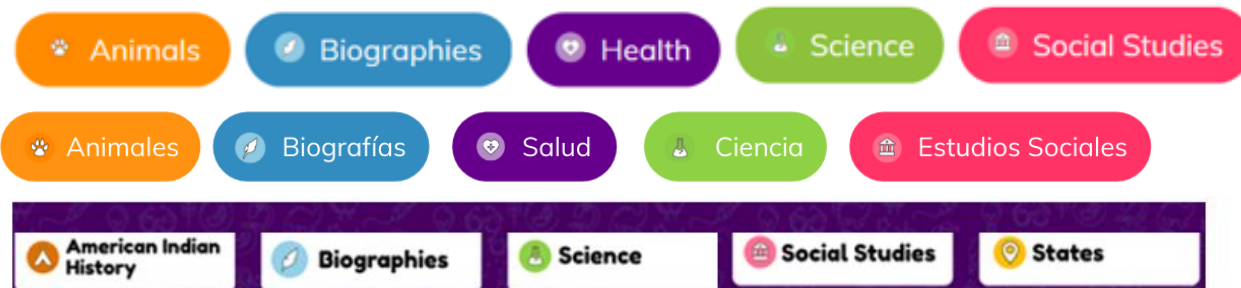 Animals
Biographies
Health
Science
Social Studies
Animales
Biografías
Salud
Ciencia
Estudios Sociales
American Indian
History
Biographies
Science
Social Studies
States